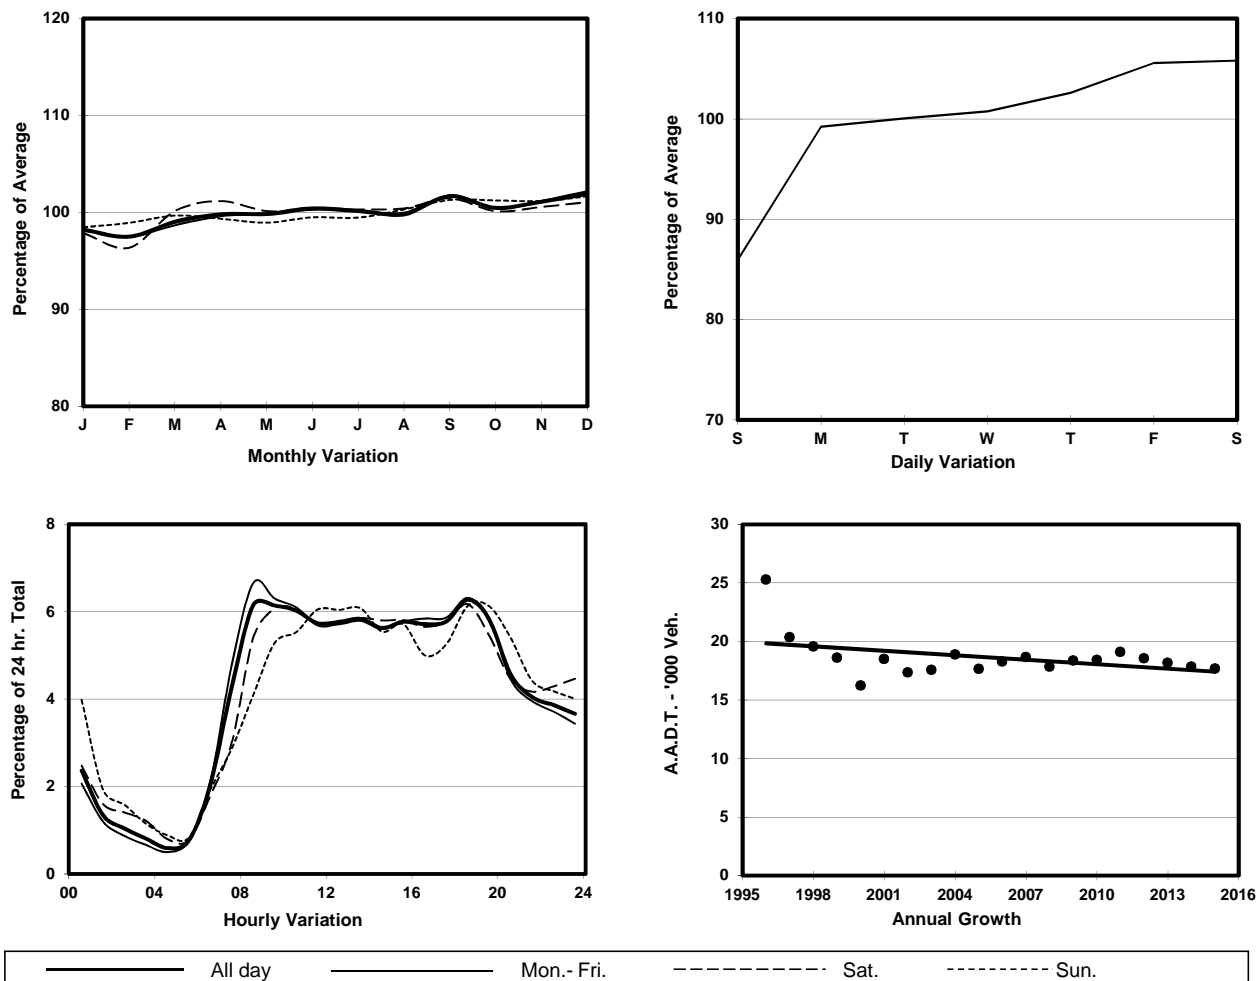 120
110
100
90
80
Percentage of Average
J F M A M J J A S O N D
Monthly Variation
110
100
90
80
70
Percentage of Average
S M T W T F S
Daily Variation
8
6
4
2
0
Percentage of 24 hr. Total
00 04 08 12 16 20 24
Hourly Variation
30
25
20
15
10
5
0
A.A.D.T. - '000 Veh.
1995 1998 2001 2004 2007 2010 2013 2016
Annual Growth
All day Mon.- Fri. Sat. Sun.